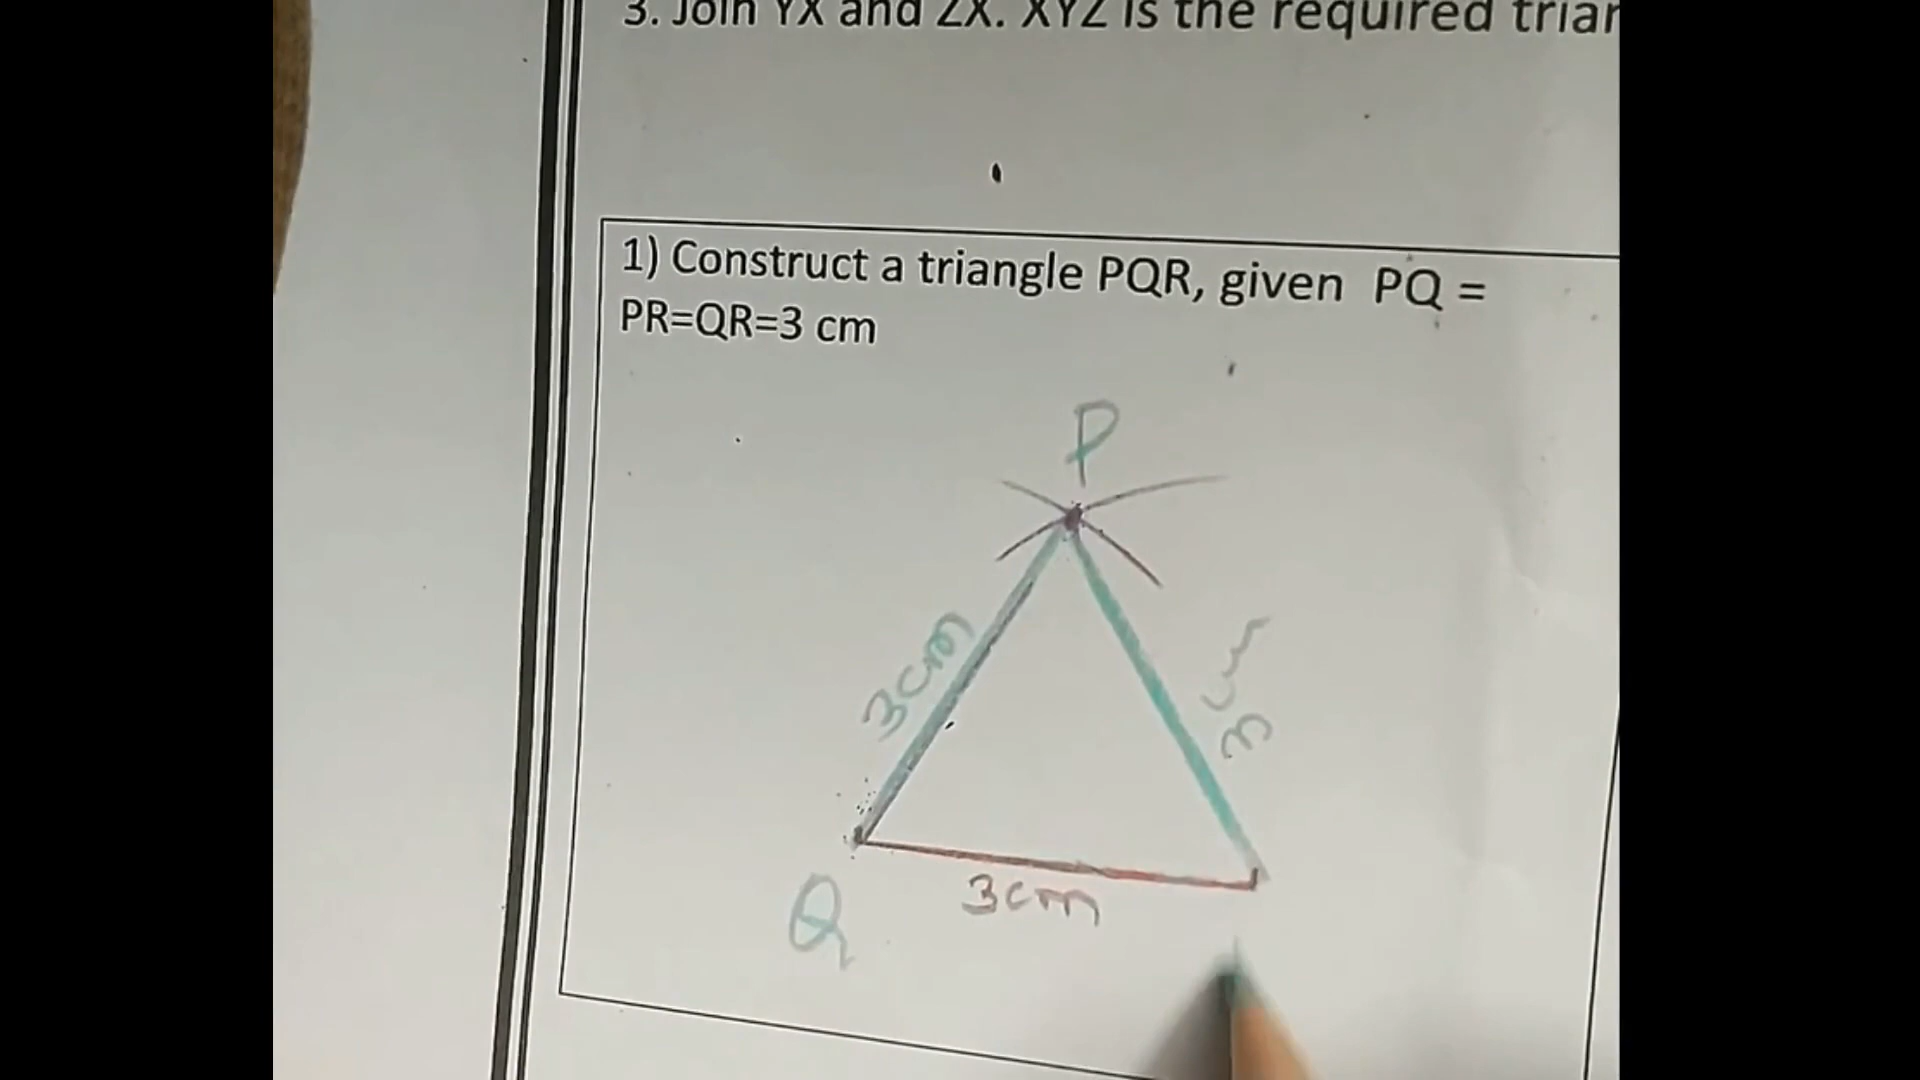 3. Join YX and ZX. XYZ is the required trian
1) Construct a triangle PQR, given PQ =
PR=QR=3 cm
P
3cm
3cm
3cm
Q